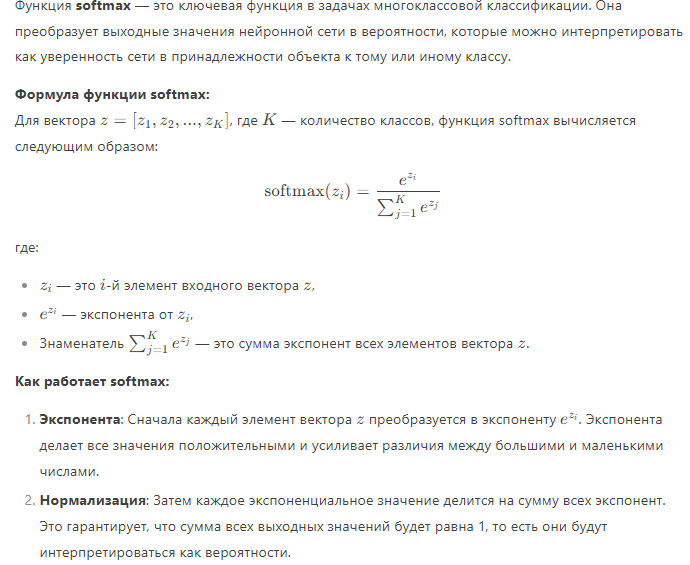 Функция softmax — это ключевая функция в задачах многоклассовой классификации. Она
преобразует выходные значения нейронной сети в вероятности, которые можно интерпретировать
как уверенность сети в принадлежности объекта к тому или иному классу.
Формула функции softmax:
Для вектора z = [z₁, z₂, ..., z_K], где K — количество классов, функция softmax вычисляется
следующим образом:
softmax(z_i) = e^{z_i} / ∑_{j=1}^{K} e^{z_j}
где:
• z_i — это i-й элемент входного вектора z,
• e^{z_i} — экспонента от z_i,
• Знаменатель ∑_{j=1}^{K} e^{z_j} — это сумма экспонент всех элементов вектора z.
Как работает softmax:
1. Экспонента: Сначала каждый элемент вектора z преобразуется в экспоненту e^{z_i}. Экспонента
делает все значения положительными и усиливает различия между большими и маленькими
числами.
2. Нормализация: Затем каждое экспоненциальное значение делится на сумму всех экспонент.
Это гарантирует, что сумма всех выходных значений будет равна 1, то есть они будут
интерпретироваться как вероятности.